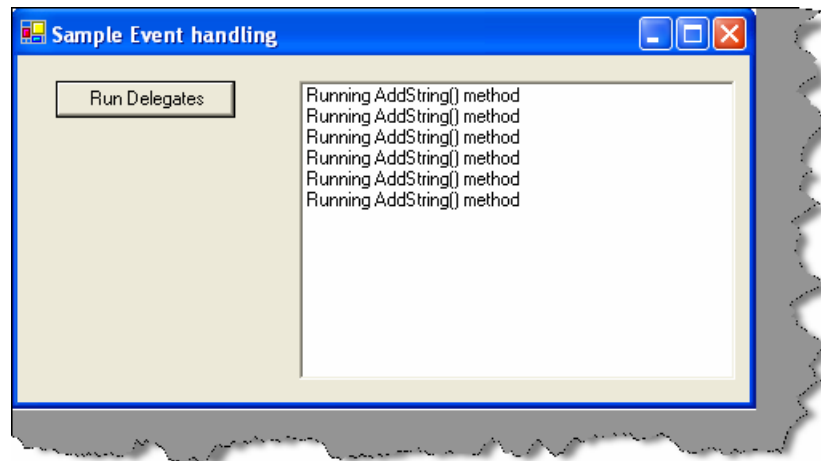 Sample Event handling
Run Delegates
Running AddString() method
Running AddString() method
Running AddString() method
Running AddString() method
Running AddString() method
Running AddString() method